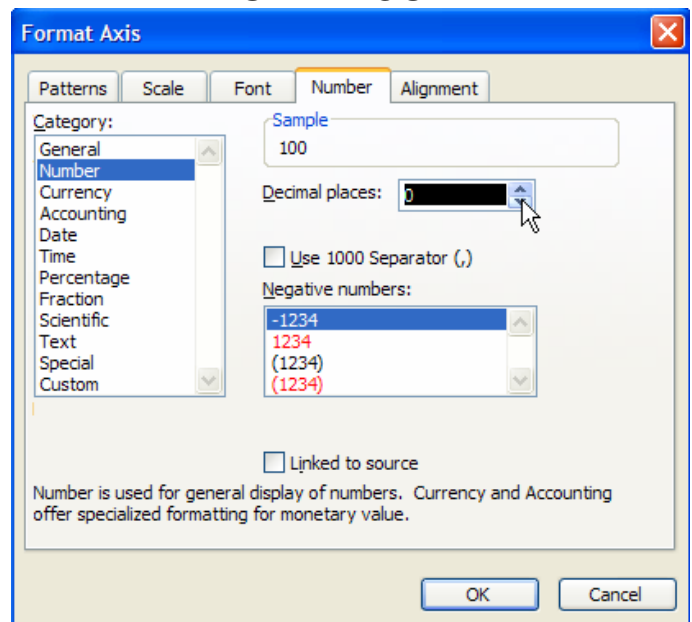 Format Axis
Patterns Scale Font Number Alignment
Category:
General
Number
Currency
Accounting
Date
Time
Percentage
Fraction
Scientific
Text
Special
Custom
Sample
100
Decimal places: 0
Use 1000 Separator (,)
Negative numbers:
-1234
1234
(1234)
(1234)
Linked to source
Number is used for general display of numbers. Currency and Accounting
offer specialized formatting for monetary value.
OK Cancel